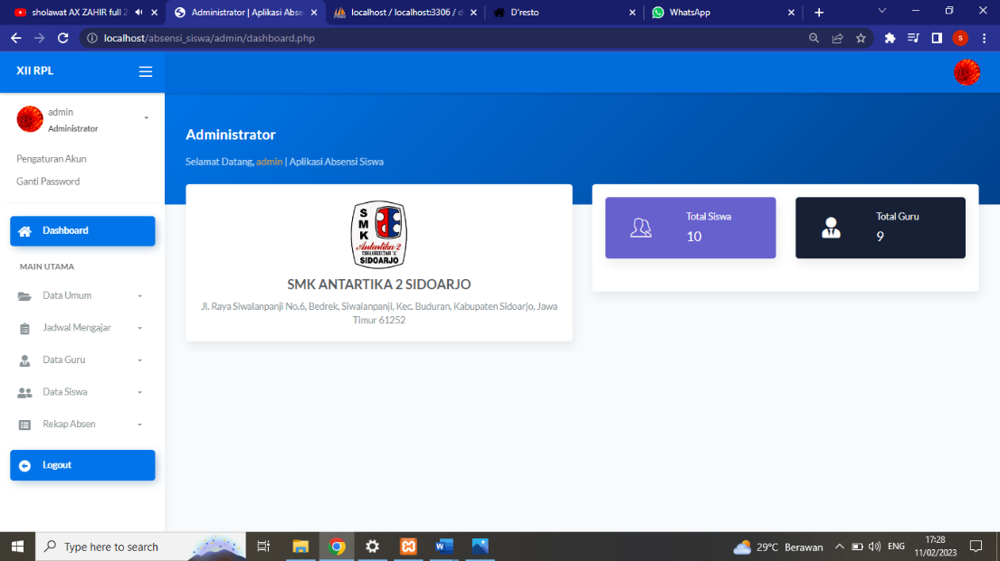 sholawat AX ZAHIR full 2
Administrator | Aplikasi Abse
localhost / localhost:3306 / d
D'resto
WhatsApp
localhost/absensi_siswa/admin/dashboard.php
S
XII RPL
admin
Administrator
Pengaturan Akun
Ganti Password
Dashboard
MAIN UTAMA
Data Umum
Jadwal Mengajar
Data Guru
Data Siswa
Rekap Absen
Logout
Administrator
Selamat Datang, admin | Aplikasi Absensi Siswa
SMK
Antartika 2
SIDOARJO
SMK ANTARTIKA 2 SIDOARJO
Jl. Raya Siwalanpanji No.6, Bedrek, Siwalanpanji, Kec. Buduran, Kabupaten Sidoarjo, Jawa
Timur 61252
Total Siswa
10
Total Guru
9
Type here to search
29°C Berawan
ENG
17:28
11/02/2023